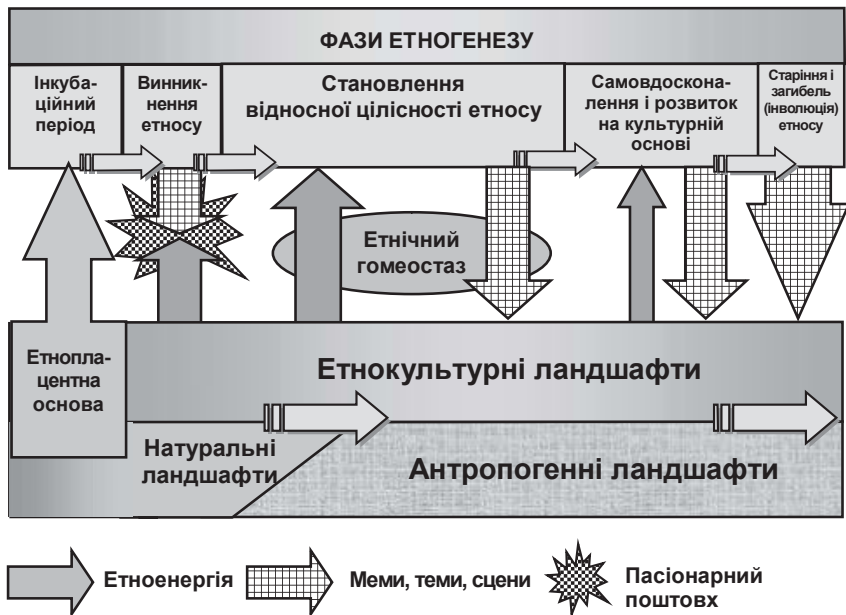 ФАЗИ ЕТНОГЕНЕЗУ
Інкуба-
ційний
період
Винник-
нення
етносу
Становлення
відносної цілісності етносу
Самовдоскона-
лення і розвиток
на культурній
основі
Старіння і
загибель
(інволюція)
етносу
Етнічний
гомеостаз
Етнопла-
центна
основа
Етнокультурні ландшафти
Натуральні
ландшафти
Антропогенні ландшафти
Етноенергія
Меми, теми, сцени
Пасіонарний
поштовх